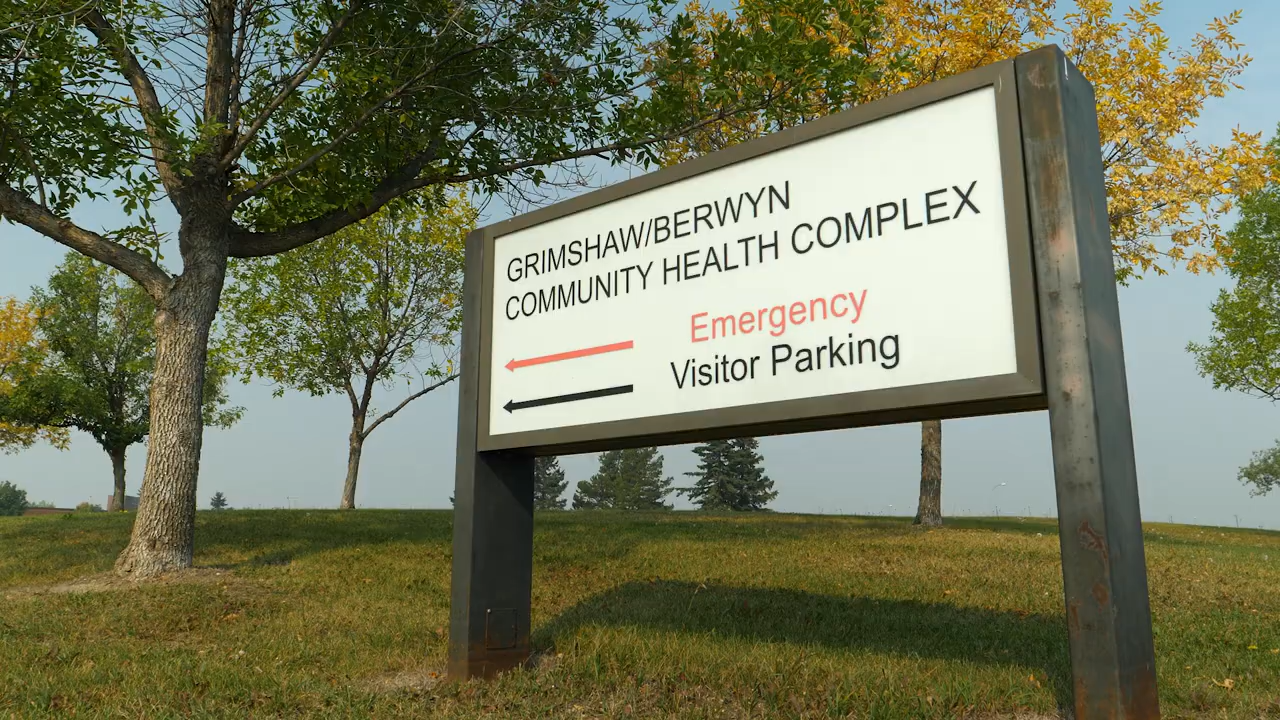 GRIMSHAW/BERWYN
COMMUNITY HEALTH COMPLEX
Emergency
Visitor Parking